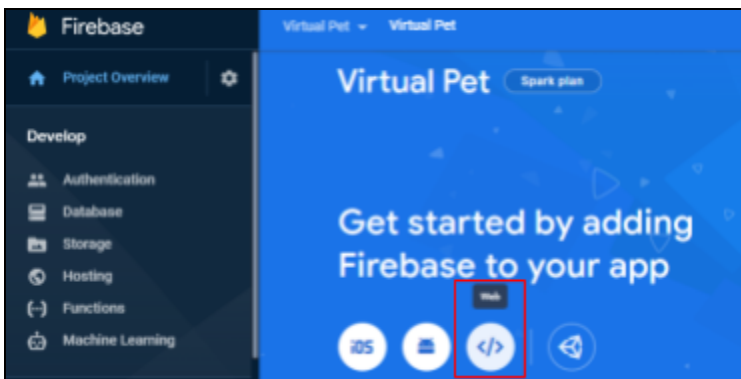 Firebase
Virtual Pet
Virtual Pet
Project Overview
Virtual Pet
Spark plan
Develop
Authentication
Database
Storage
Hosting
Functions
Machine Learning
Get started by adding
Firebase to your app
Web
iOS
</>